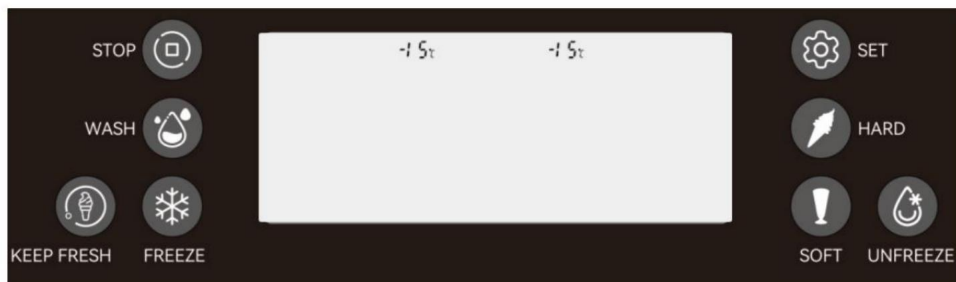 STOP
-15℃ -15℃
SET
WASH
HARD
KEEP FRESH
FREEZE
SOFT
UNFREEZE